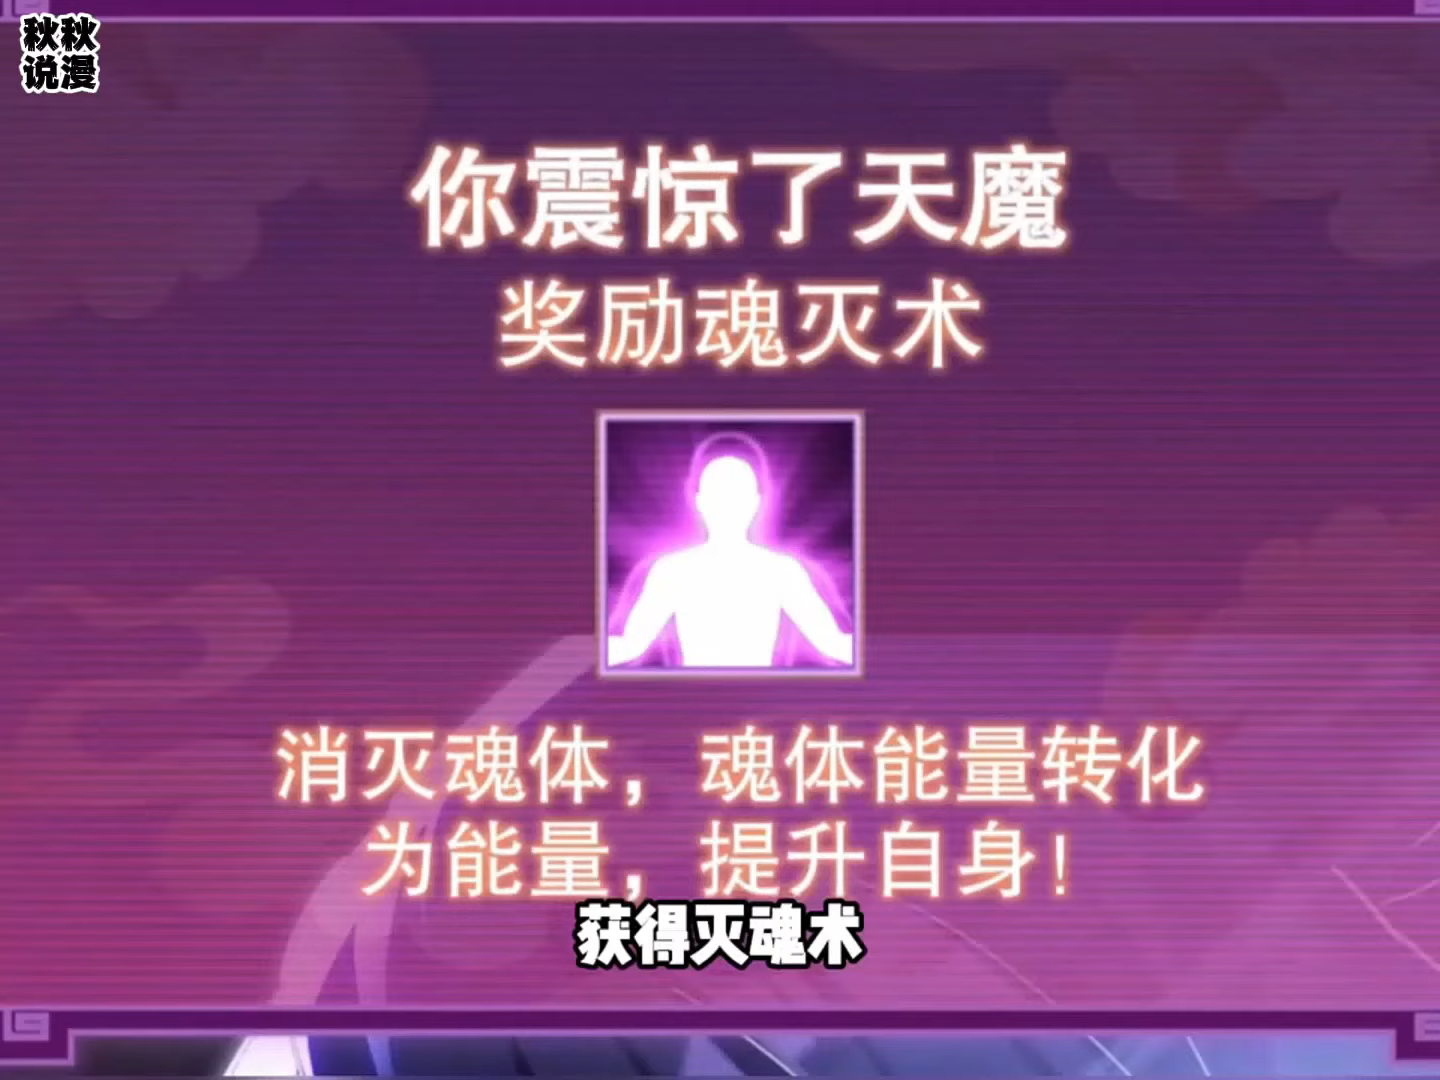 秋秋
说漫
你震惊了天魔
奖励魂灭术
消灭魂体，魂体能量转化
为能量，提升自身！
获得灭魂术